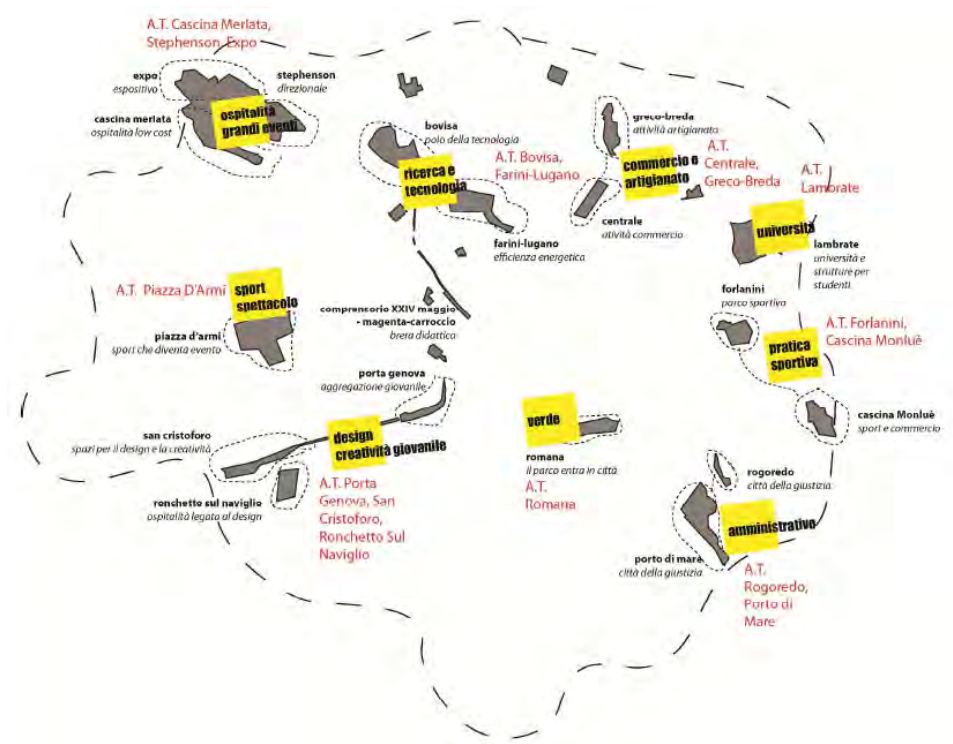 A.T. Cascina Merlata,
Stephenson, Expo
expo
espositivo
stephenson
direzionale
cascina merlata
ospitalità low cost
ospitalità
grandi eventi
bovisa
polo della tecnologia
ricerca e
tecnologia
A.T. Bovisa,
Farini-Lugano
farini-lugano
efficienza energetica
greco-breda
attività artigianato
commercio e
artigianato
A.T.
Centrale,
Greco-Breda
centrale
atività commercio
A.T.
Lambrate
università
lambrate
università e
strutture per
studenti
A.T. Piazza D'Armi
sport
spettacolo
piazza d'armi
sport che diventa evento
comprensorio XXIV maggio
- magenta-carroccio
brera didattica
forlanini
parco sportivo
pratica
sportiva
A.T. Forlanini,
Cascina Monluè
cascina Monluè
sport e commercio
porta genova
aggregazione giovanile
san cristoforo
spazi per il design e la creatività
design
creatività giovanile
ronchetto sul naviglio
ospitalità legata al design
A.T. Porta
Genova, San
Cristoforo,
Ronchetto Sul
Naviglio
verde
romana
il parco entra in città
A.T.
Romana
rogoredo
città della giustizia
amministrativo
porto di marè
città della giustizia
A.T.
Rogoredo,
Porto di
Mare